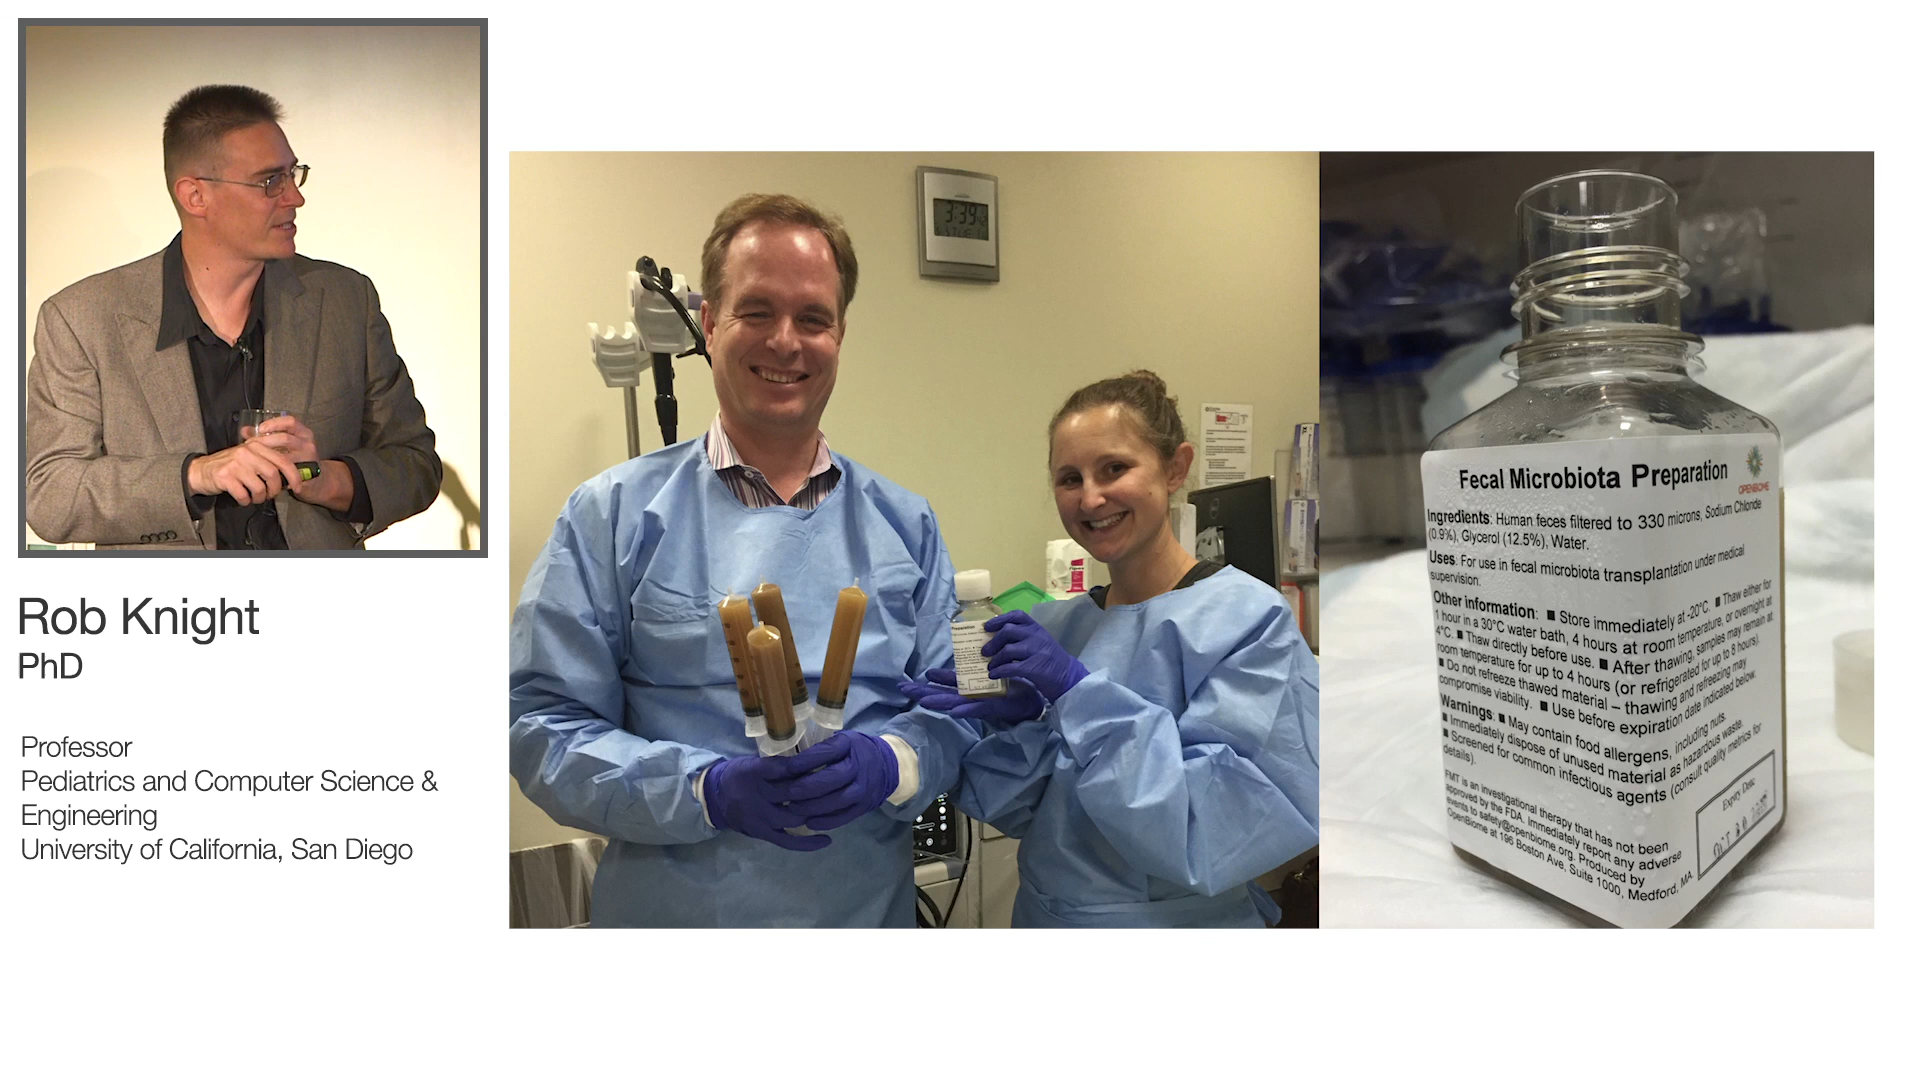 Rob Knight
PhD
Professor
Pediatrics and Computer Science &
Engineering
University of California, San Diego
3:39
Preparation
Fecal Microbiota Preparation
OPENBIOME
Ingredients: Human feces filtered to 330 microns, Sodium Chloride
(0.9%), Glycerol (12.5%), Water.
Uses: For use in fecal microbiota transplantation under medical
supervision.
Other information: ■ Store immediately at -20°C. ■ Thaw either for
1 hour in a 30°C water bath, 4 hours at room temperature, or overnight at
4°C. ■ Thaw directly before use. ■ After thawing, samples may remain at
room temperature for up to 4 hours (or refrigerated for up to 8 hours).
■ Do not refreeze thawed material – thawing and refreezing may
compromise viability. ■ Use before expiration date indicated below.
Warnings: ■ May contain food allergens, including nuts.
■ Immediately dispose of unused material as hazardous waste.
■ Screened for common infectious agents (consult quality metrics for
details).
FMT is an investigational therapy that has not been
approved by the FDA. Immediately report any adverse
events to safety@openbiome.org. Produced by
OpenBiome at 196 Boston Ave, Suite 1000, Medford, MA.
Expiry Date:
OCT